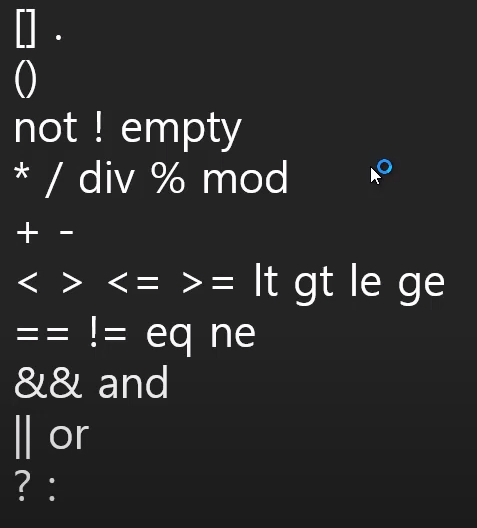 [] .
()
not ! empty
* / div % mod
+ -
< > <= >= lt gt le ge
== != eq ne
&& and
|| or
? :